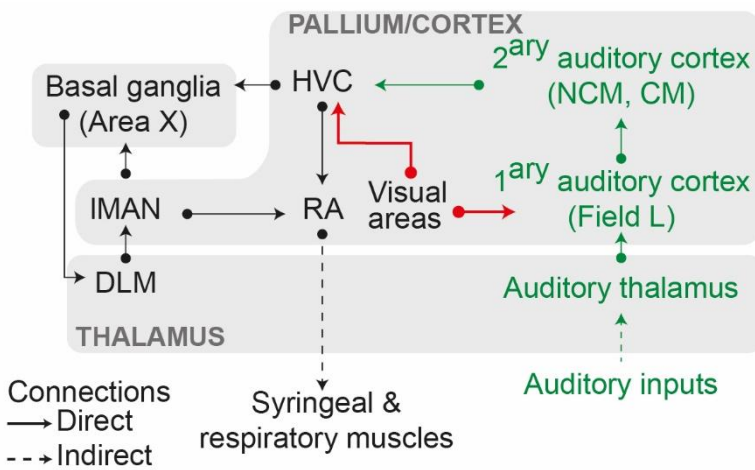 PALLIUM/CORTEX
Basal ganglia
(Area X)
HVC
2ary auditory cortex
(NCM, CM)
lMAN
RA
Visual
areas
1ary auditory cortex
(Field L)
DLM
Auditory thalamus
THALAMUS
Connections
Direct
Indirect
Syringeal &
respiratory muscles
Auditory inputs